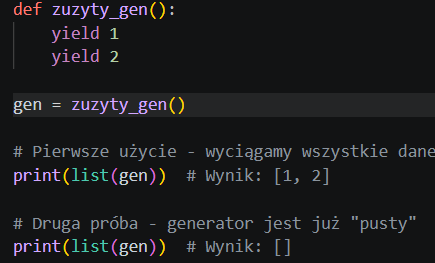 def zuzyty_gen():
    yield 1
    yield 2
gen = zuzyty_gen()
# Pierwsze użycie - wyciągamy wszystkie dane
print(list(gen))  # Wynik: [1, 2]
# Druga próba - generator jest już "pusty"
print(list(gen))  # Wynik: []